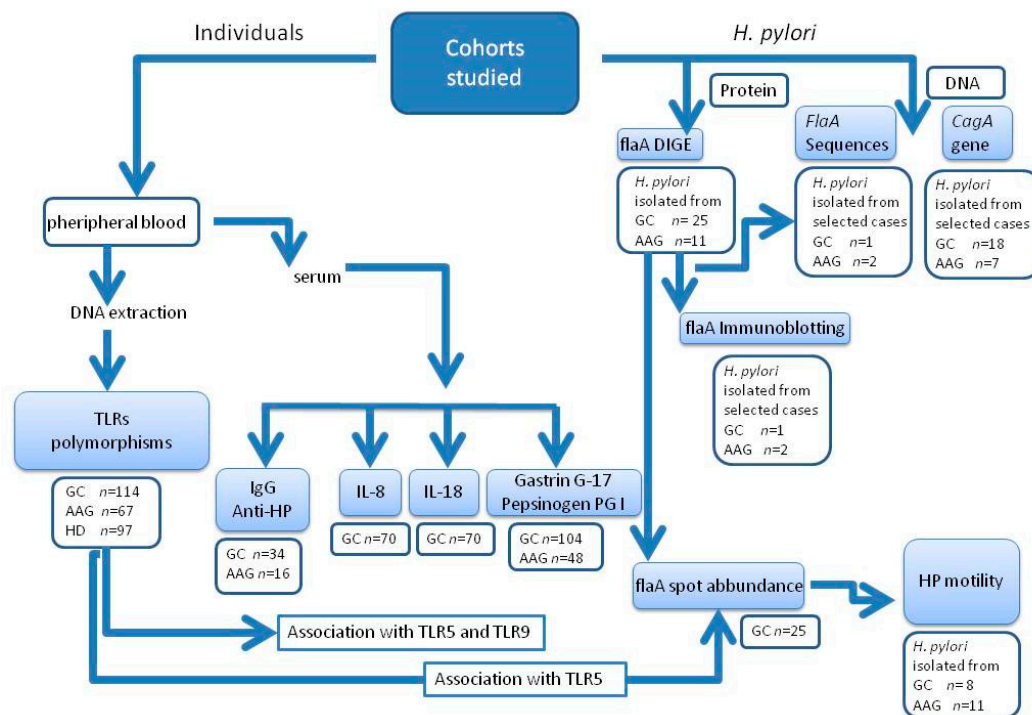 Individuals
Cohorts
studied
H. pylori
Protein
DNA
flaA DIGE
FlaA
Sequences
CagA
gene
H. pylori
isolated from
GC n= 25
AAG n=11
H. pylori
isolated from
selected cases
GC n=1
AAG n=2
H. pylori
isolated from
selected cases
GC n=18
AAG n=7
pheripheral blood
serum
DNA extraction
flaA Immunoblotting
H. pylori
isolated from
selected cases
GC n=1
AAG n=2
TLRs
polymorphisms
GC n=114
AAG n=67
HD n=97
IgG
Anti-HP
GC n=34
AAG n=16
IL-8
GC n=70
IL-18
GC n=70
Gastrin G-17
Pepsinogen PG I
GC n=104
AAG n=48
flaA spot abbundance
GC n=25
HP motility
H. pylori
isolated from
GC n= 8
AAG n=11
Association with TLR5 and TLR9
Association with TLR5